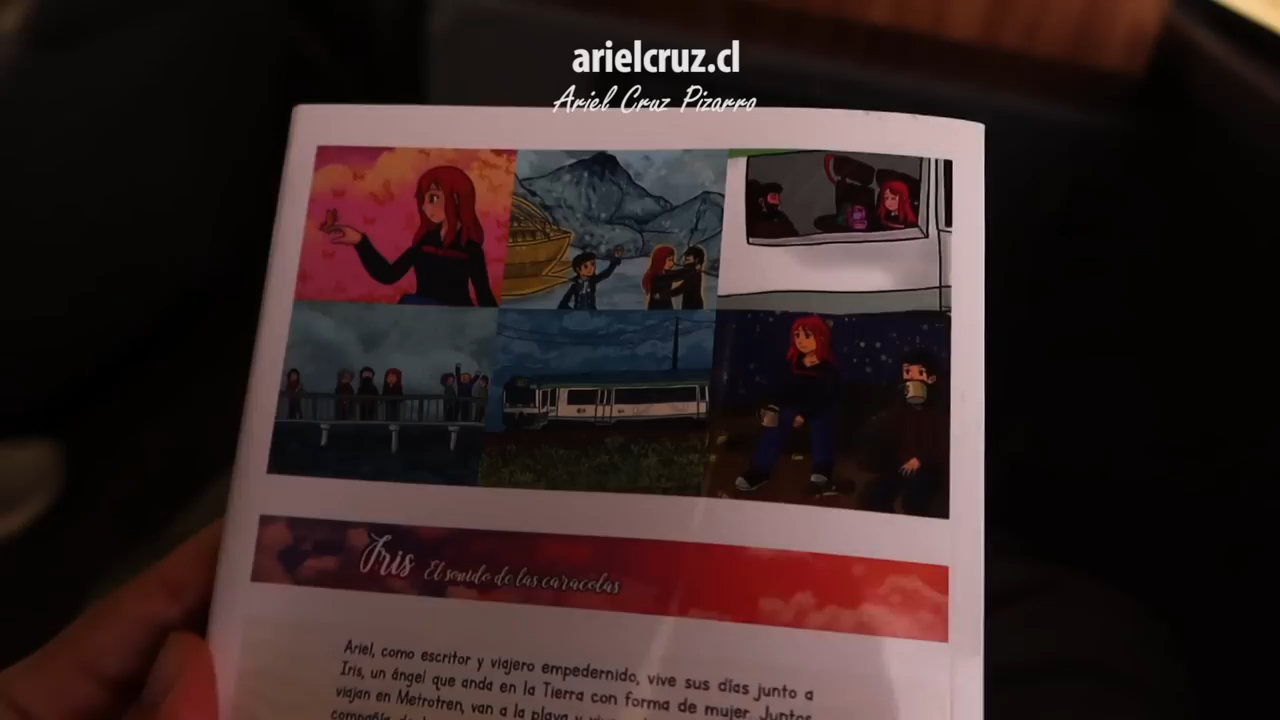 arielcruz.cl
Ariel Cruz Pizarro
Iris El sonido de las caracolas
Ariel, como escritor y viajero empedernido, vive sus días junto a
Iris, un ángel que anda en la Tierra con forma de mujer. Juntos
viajan en Metrotren, van a la playa y
compañía de